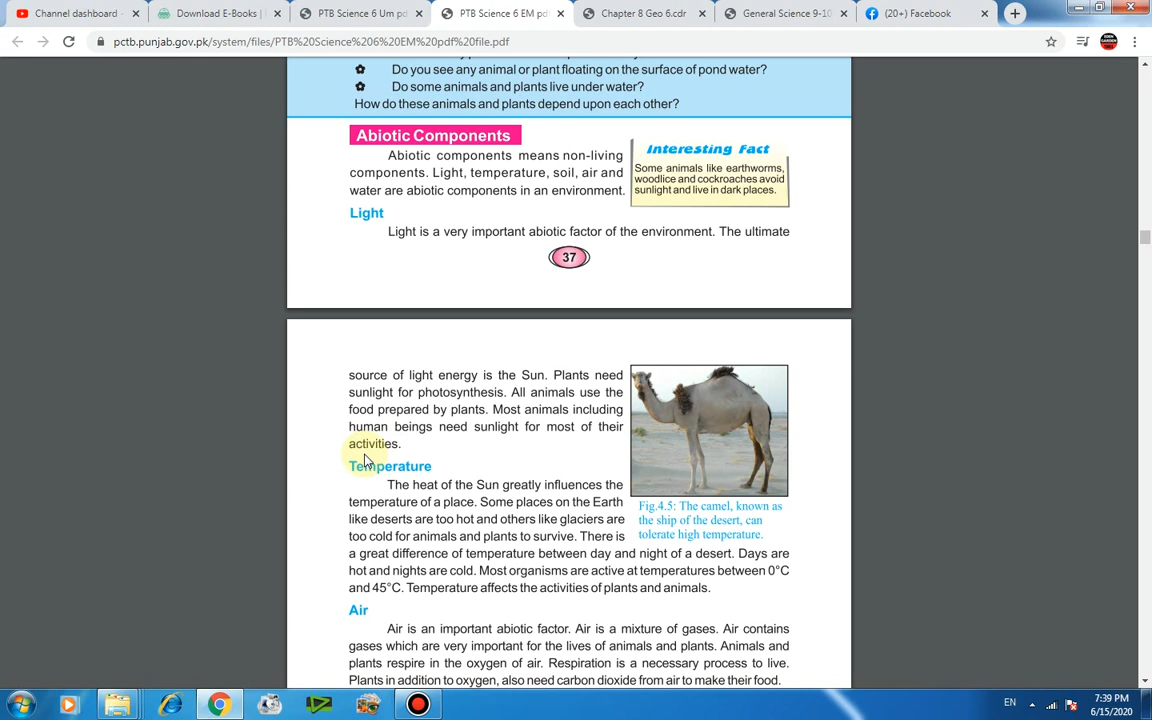 Channel dashboard -
Download E-Books |
PTB Science 6 Um pd
PTB Science 6 EM pd
Chapter 8 Geo 6.cdr
General Science 9-10
(20+) Facebook
pctb.punjab.gov.pk/system/files/PTB%20Science%206%20EM%20pdf%20file.pdf
Do you see any animal or plant floating on the surface of pond water?
Do some animals and plants live under water?
How do these animals and plants depend upon each other?
Abiotic Components
Abiotic components means non-living
components. Light, temperature, soil, air and
water are abiotic components in an environment.
Interesting Fact
Some animals like earthworms,
woodlice and cockroaches avoid
sunlight and live in dark places.
Light
Light is a very important abiotic factor of the environment. The ultimate
37
source of light energy is the Sun. Plants need
sunlight for photosynthesis. All animals use the
food prepared by plants. Most animals including
human beings need sunlight for most of their
activities.
Temperature
The heat of the Sun greatly influences the
temperature of a place. Some places on the Earth
like deserts are too hot and others like glaciers are
too cold for animals and plants to survive. There is
Fig.4.5: The camel, known as
the ship of the desert, can
tolerate high temperature.
a great difference of temperature between day and night of a desert. Days are
hot and nights are cold. Most organisms are active at temperatures between 0°C
and 45°C. Temperature affects the activities of plants and animals.
Air
Air is an important abiotic factor. Air is a mixture of gases. Air contains
gases which are very important for the lives of animals and plants. Animals and
plants respire in the oxygen of air. Respiration is a necessary process to live.
Plants in addition to oxygen, also need carbon dioxide from air to make their food.
EN
7:39 PM
6/15/2020